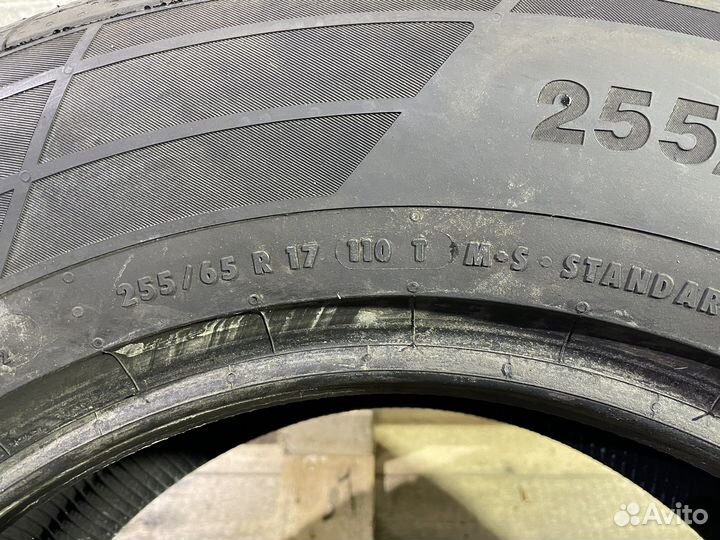 255/
255/65 R 17 110 T M•S • STANDAR
Avito